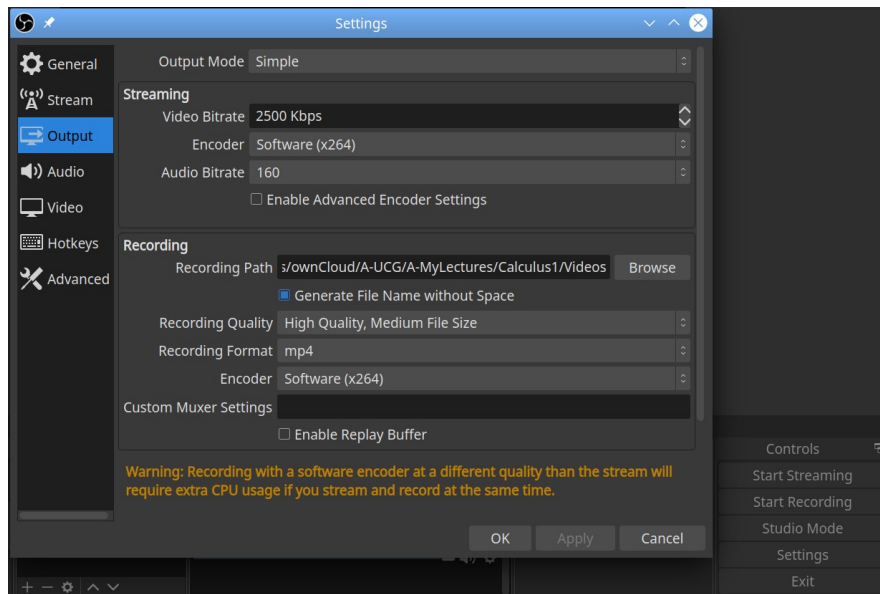 Settings
General
Stream
Output
Audio
Video
Hotkeys
Advanced
Output Mode Simple
Streaming
Video Bitrate 2500 Kbps
Encoder Software (x264)
Audio Bitrate 160
Enable Advanced Encoder Settings
Recording
Recording Path s/ownCloud/A-UCG/A-MyLectures/Calculus1/Videos Browse
Generate File Name without Space
Recording Quality High Quality, Medium File Size
Recording Format mp4
Encoder Software (x264)
Custom Muxer Settings
Enable Replay Buffer
Warning: Recording with a software encoder at a different quality than the stream will
require extra CPU usage if you stream and record at the same time.
OK Apply Cancel
Controls
Start Streaming
Start Recording
Studio Mode
Settings
Exit